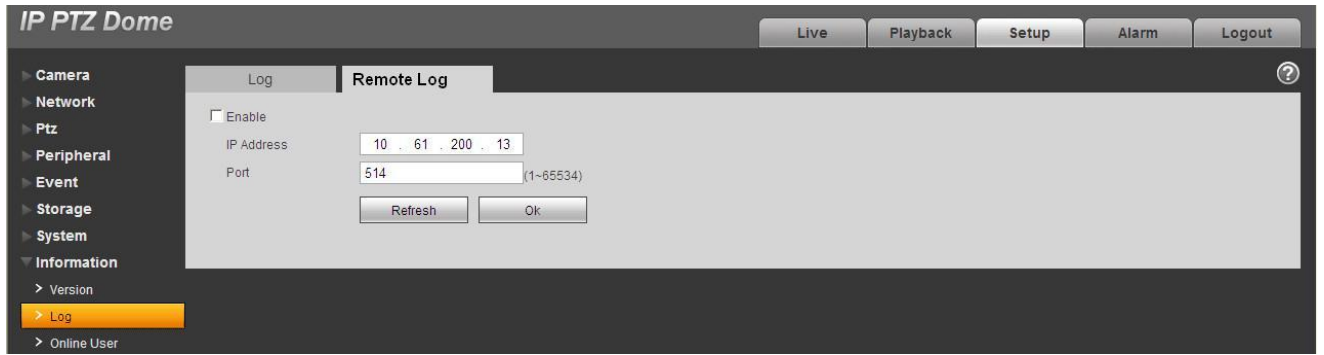 IP PTZ Dome
Live Playback Setup Alarm Logout
Camera
Network
Ptz
Peripheral
Event
Storage
System
Information
> Version
> Log
> Online User
Log Remote Log ?
Enable
IP Address 10 . 61 . 200 . 13
Port 514 (1~65534)
Refresh Ok